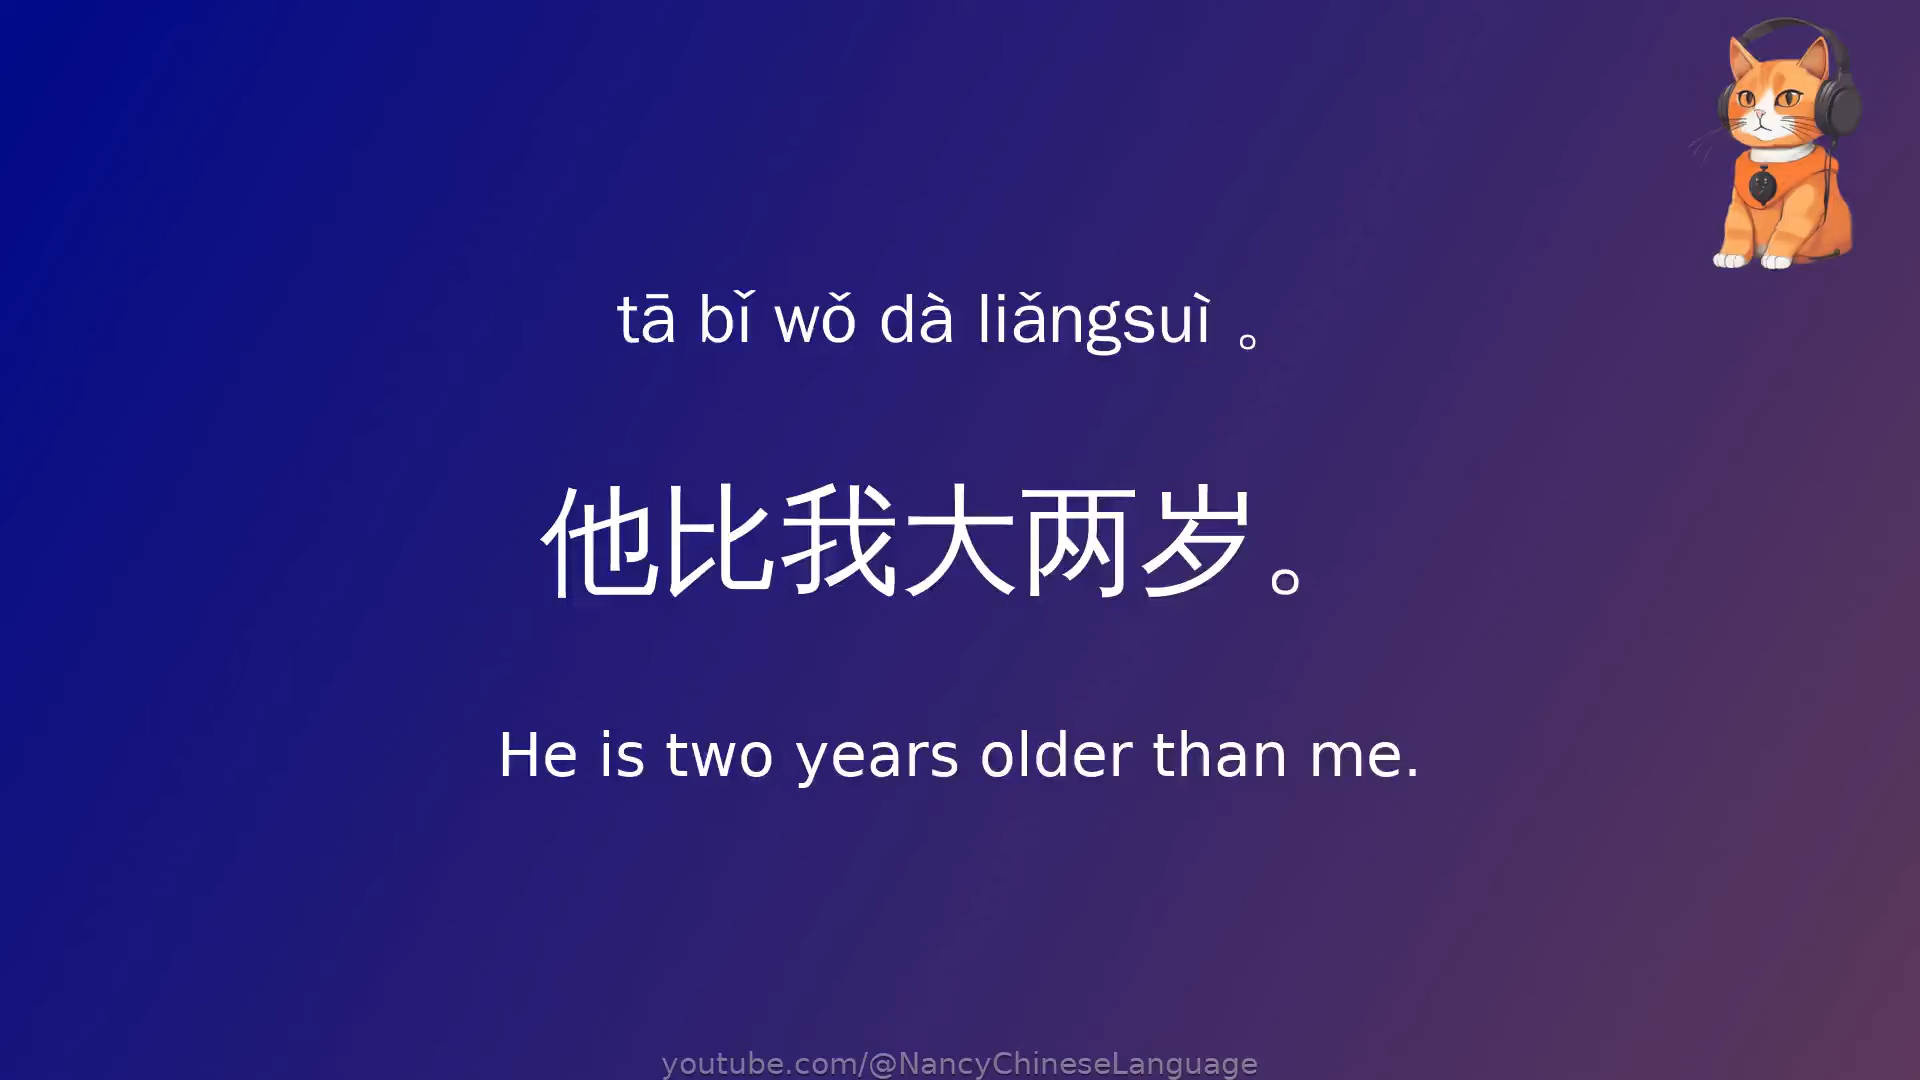 tā bǐ wǒ dà liǎngsuì 。
他比我大两岁。
He is two years older than me.
youtube.com/@NancyChineseLanguage